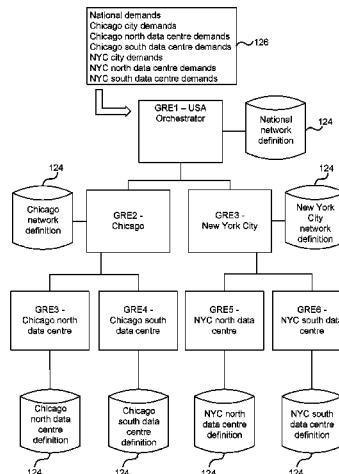 National demands
Chicago city demands
Chicago north data centre demands
Chicago south data centre demands
NYC city demands
NYC north data centre demands
NYC south data centre demands
126
GRE1 – USA
Orchestrator
124
National
network
definition
124
Chicago
network
definition
GRE2 -
Chicago
GRE3 -
New York City
124
New York
City network
definition
GRE3 -
Chicago north
data centre
GRE4 -
Chicago south
data centre
GRE5 -
NYC north data
centre
GRE6 -
NYC south data
centre
Chicago
north data
centre
definition
Chicago
south data
centre
definition
NYC north
data centre
definition
NYC south
data centre
definition
124
124
124
124